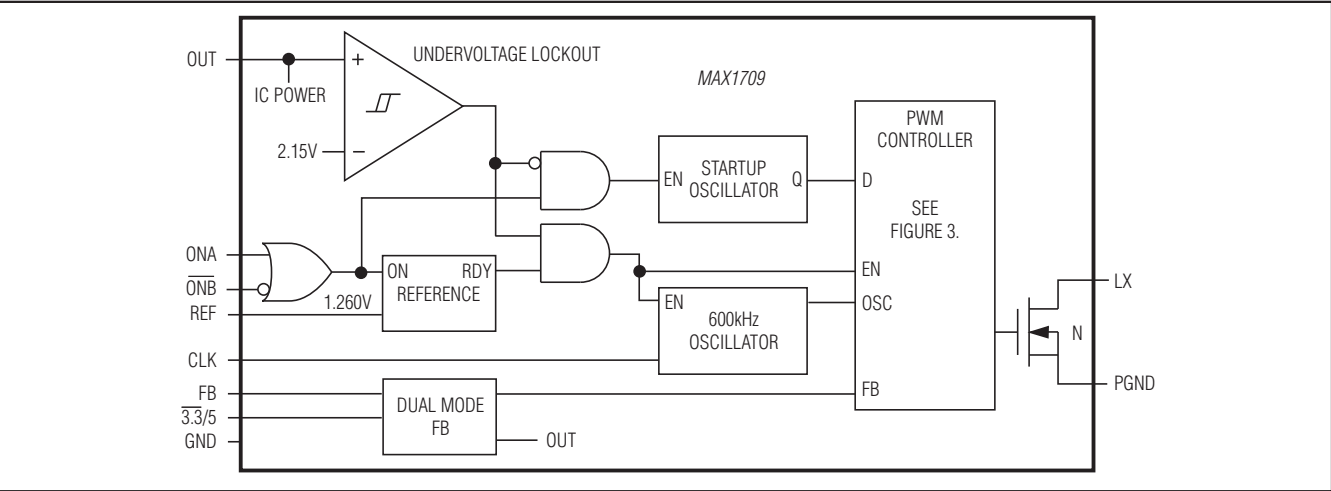 OUT
+
UNDERVOLTAGE LOCKOUT
MAX1709
IC POWER
2.15V
−
PWM
CONTROLLER
EN
STARTUP
OSCILLATOR
Q
D
SEE
FIGURE 3.
ONA
ON
RDY
REFERENCE
EN
ONB
1.260V
REF
EN
600kHz
OSCILLATOR
OSC
LX
N
CLK
FB
DUAL MODE
FB
FB
PGND
3.3/5
GND
OUT